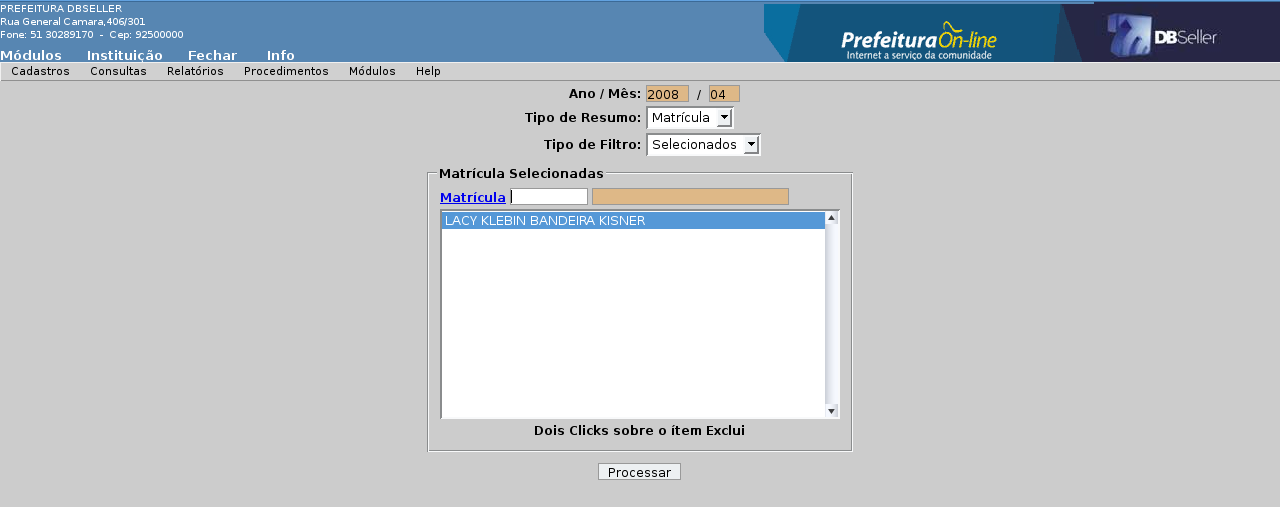 PREFEITURA DBSELLER
Rua General Camara,406/301
Fone: 51 30289170 - Cep: 92500000
Prefeitura On-line
Internet a serviço da comunidade
DBSeller
Módulos Instituição Fechar Info
Cadastros Consultas Relatórios Procedimentos Módulos Help
Ano / Mês: 2008 / 04
Tipo de Resumo: Matrícula
Tipo de Filtro: Selecionados
Matrícula Selecionadas
Matrícula
LACY KLEBIN BANDEIRA KISNER
Dois Clicks sobre o ítem Exclui
Processar